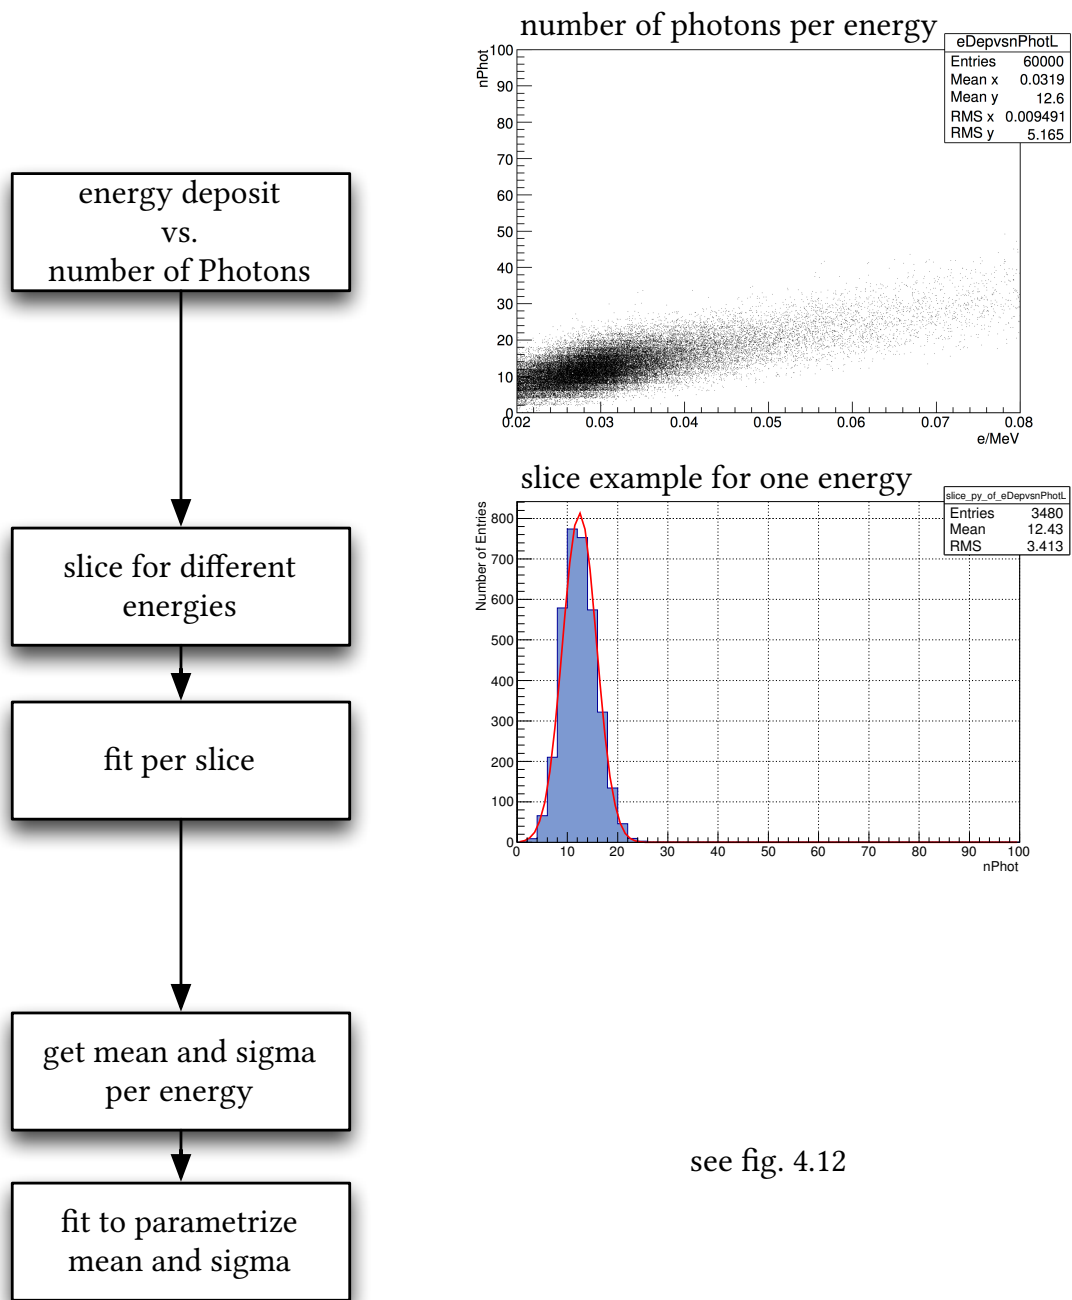 number of photons per energy
eDepvsnPhotL
Entries 60000
Mean x 0.0319
Mean y 12.6
RMS x 0.009491
RMS y 5.165
nPhot
100
90
80
70
60
50
40
30
20
10
0
0.02 0.03 0.04 0.05 0.06 0.07 0.08
e/MeV
energy deposit
vs.
number of Photons
slice example for one energy
slice_py_of_eDepvsnPhotL
Entries 3480
Mean 12.43
RMS 3.413
Number of Entries
800
700
600
500
400
300
200
100
0
0 10 20 30 40 50 60 70 80 90 100
nPhot
slice for different
energies
fit per slice
get mean and sigma
per energy
see fig. 4.12
fit to parametrize
mean and sigma